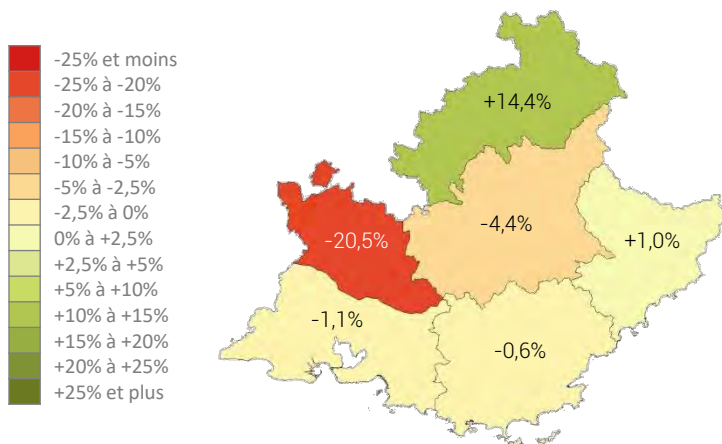 -25% et moins
-25% à -20%
-20% à -15%
-15% à -10%
-10% à -5%
-5% à -2,5%
-2,5% à 0%
0% à +2,5%
+2,5% à +5%
+5% à +10%
+10% à +15%
+15% à +20%
+20% à +25%
+25% et plus
+14,4%
-4,4%
-20,5%
+1,0%
-1,1%
-0,6%